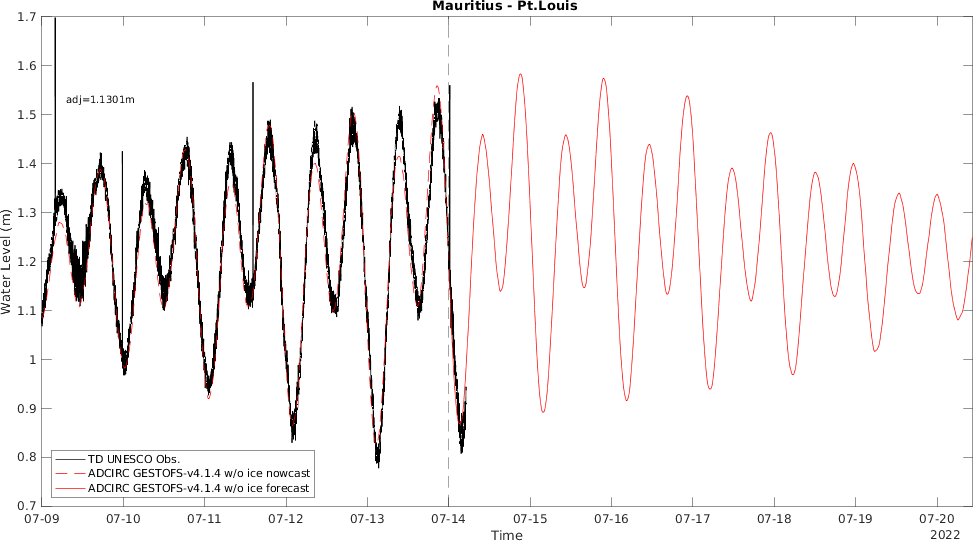 Mauritius - Pt.Louis
Water Level (m)
1.7
1.6
1.5
1.4
1.3
1.2
1.1
1
0.9
0.8
0.7
adj=1.1301m
TD UNESCO Obs.
ADCIRC GESTOFS-v4.1.4 w/o ice nowcast
ADCIRC GESTOFS-v4.1.4 w/o ice forecast
07-09 07-10 07-11 07-12 07-13 07-14 07-15 07-16 07-17 07-18 07-19 07-20
2022
Time